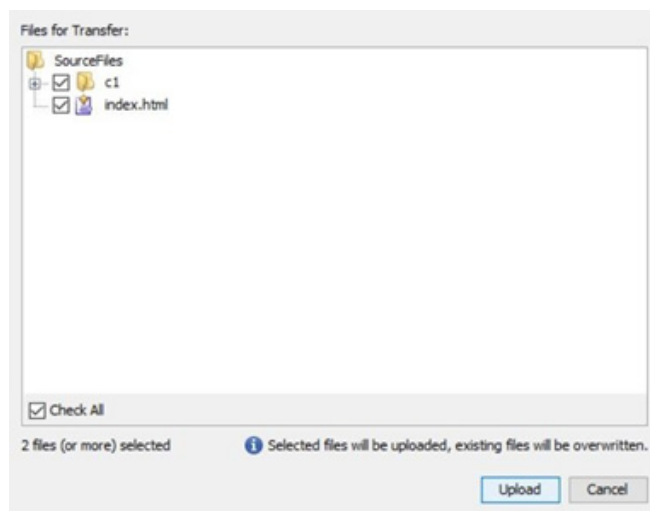 Files for Transfer:
SourceFiles
c1
index.html
Check All
2 files (or more) selected
Selected files will be uploaded, existing files will be overwritten.
Upload
Cancel